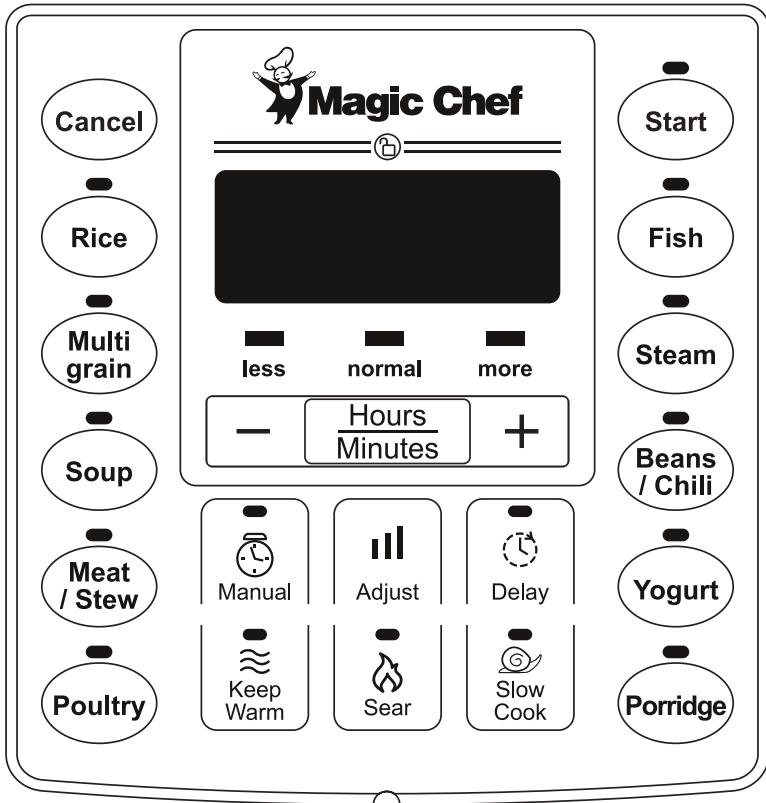 Magic Chef
Cancel
Start
Rice
Fish
Multi
grain
Steam
less normal more
− Hours +
Minutes
Soup
Beans
/ Chili
Manual Adjust Delay
Meat
/ Stew
Yogurt
Keep
Warm
Sear
Slow
Cook
Poultry
Porridge